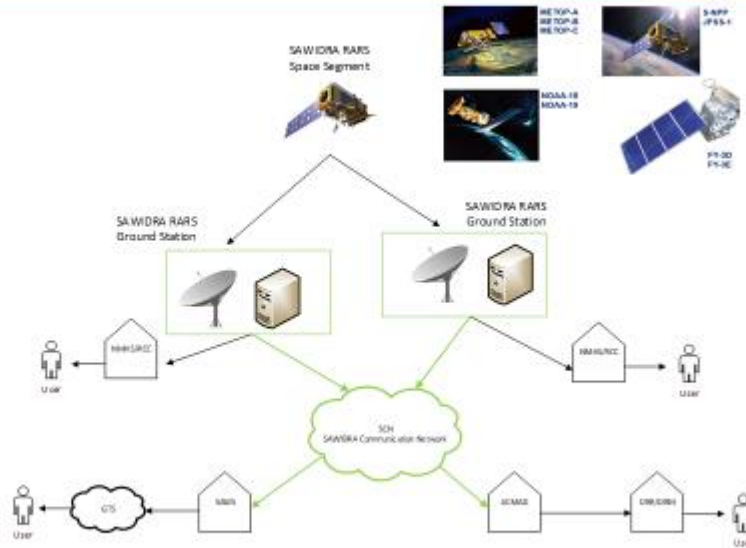 METOP-A
METOP-B
METOP-C
S-NPP
JPSS-1
SAWIDRA RARS
Space Segment
NOAA-18
NOAA-19
FY-3D
FY-3E
SAWIDRA RARS
Ground Station
SAWIDRA RARS
Ground Station
User
User
SCN
SAWIDRA Communication Network
GTS
ACMAD
User
User